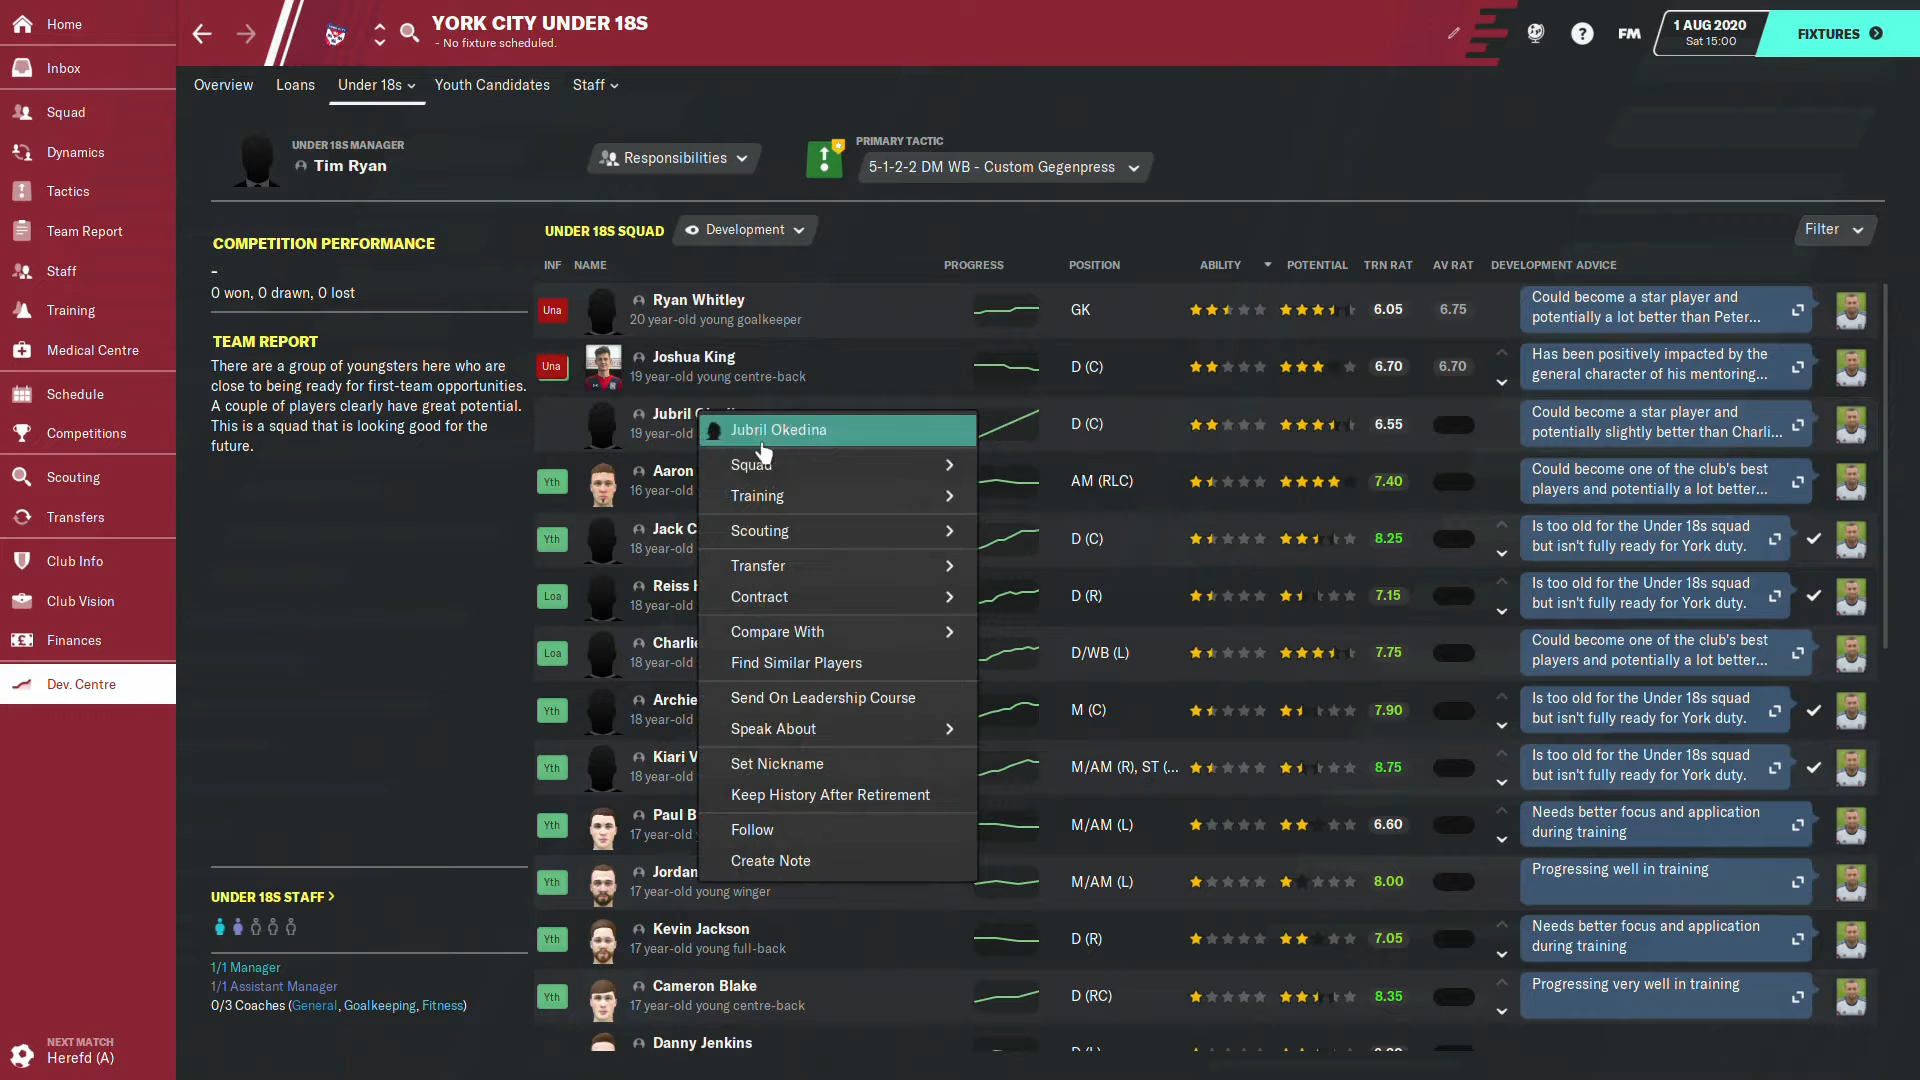 Home
Inbox
Squad
Dynamics
Tactics
Team Report
Staff
Training
Medical Centre
Schedule
Competitions
Scouting
Transfers
Club Info
Club Vision
Finances
Dev. Centre
NEXT MATCH
Herefd (A)
YORK CITY UNDER 18S
- No fixture scheduled.
?
FM
1 AUG 2020
Sat 15:00
FIXTURES
Overview
Loans
Under 18s
Youth Candidates
Staff
UNDER 18S MANAGER
Tim Ryan
Responsibilities
PRIMARY TACTIC
5-1-2-2 DM WB - Custom Gegenpress
COMPETITION PERFORMANCE
-
0 won, 0 drawn, 0 lost
TEAM REPORT
There are a group of youngsters here who are
close to being ready for first-team opportunities.
A couple of players clearly have great potential.
This is a squad that is looking good for the
future.
UNDER 18S STAFF >
1/1 Manager
1/1 Assistant Manager
0/3 Coaches (General, Goalkeeping, Fitness)
UNDER 18S SQUAD
Development
Filter
INF NAME PROGRESS POSITION ABILITY POTENTIAL TRN RAT AV RAT DEVELOPMENT ADVICE
Una Ryan Whitley GK 6.05 6.75
20 year-old young goalkeeper
Could become a star player and
potentially a lot better than Peter...
Una Joshua King D (C) 6.70 6.70
19 year-old young centre-back
Has been positively impacted by the
general character of his mentoring...
Jubril D (C) 6.55
19 year-old
Could become a star player and
potentially slightly better than Charli...
Yth Aaron AM (RLC) 7.40
16 year-old
Could become one of the club's best
players and potentially a lot better...
Yth Jack C D (C) 8.25
18 year-old
Is too old for the Under 18s squad
but isn't fully ready for York duty.
Loa Reiss D (R) 7.15
18 year-old
Is too old for the Under 18s squad
but isn't fully ready for York duty.
Loa Charlie D/WB (L) 7.75
18 year-old
Could become one of the club's best
players and potentially a lot better...
Yth Archie M (C) 7.90
18 year-old
Is too old for the Under 18s squad
but isn't fully ready for York duty.
Yth Kiari V M/AM (R), ST (... 8.75
18 year-old
Is too old for the Under 18s squad
but isn't fully ready for York duty.
Yth Paul B M/AM (L) 6.60
17 year-old
Needs better focus and application
during training
Yth Jordan M/AM (L) 8.00
17 year-old young winger
Progressing well in training
Yth Kevin Jackson D (R) 7.05
17 year-old young full-back
Needs better focus and application
during training
Yth Cameron Blake D (RC) 8.35
17 year-old young centre-back
Progressing very well in training
Danny Jenkins
Jubril Okedina
Squad
Training
Scouting
Transfer
Contract
Compare With
Find Similar Players
Send On Leadership Course
Speak About
Set Nickname
Keep History After Retirement
Follow
Create Note